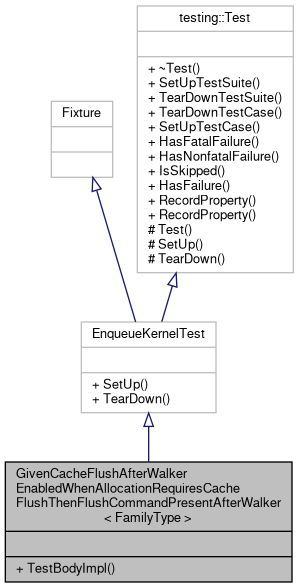 testing::Test
+ ~Test()
+ SetUpTestSuite()
+ TearDownTestSuite()
+ TearDownTestCase()
+ SetUpTestCase()
+ HasFatalFailure()
+ HasNonfatalFailure()
+ IsSkipped()
+ HasFailure()
+ RecordProperty()
+ RecordProperty()
# Test()
# SetUp()
# TearDown()
Fixture
EnqueueKernelTest
+ SetUp()
+ TearDown()
GivenCacheFlushAfterWalker
EnabledWhenAllocationRequiresCache
FlushThenFlushCommandPresentAfterWalker
< FamilyType >
+ TestBodyImpl()